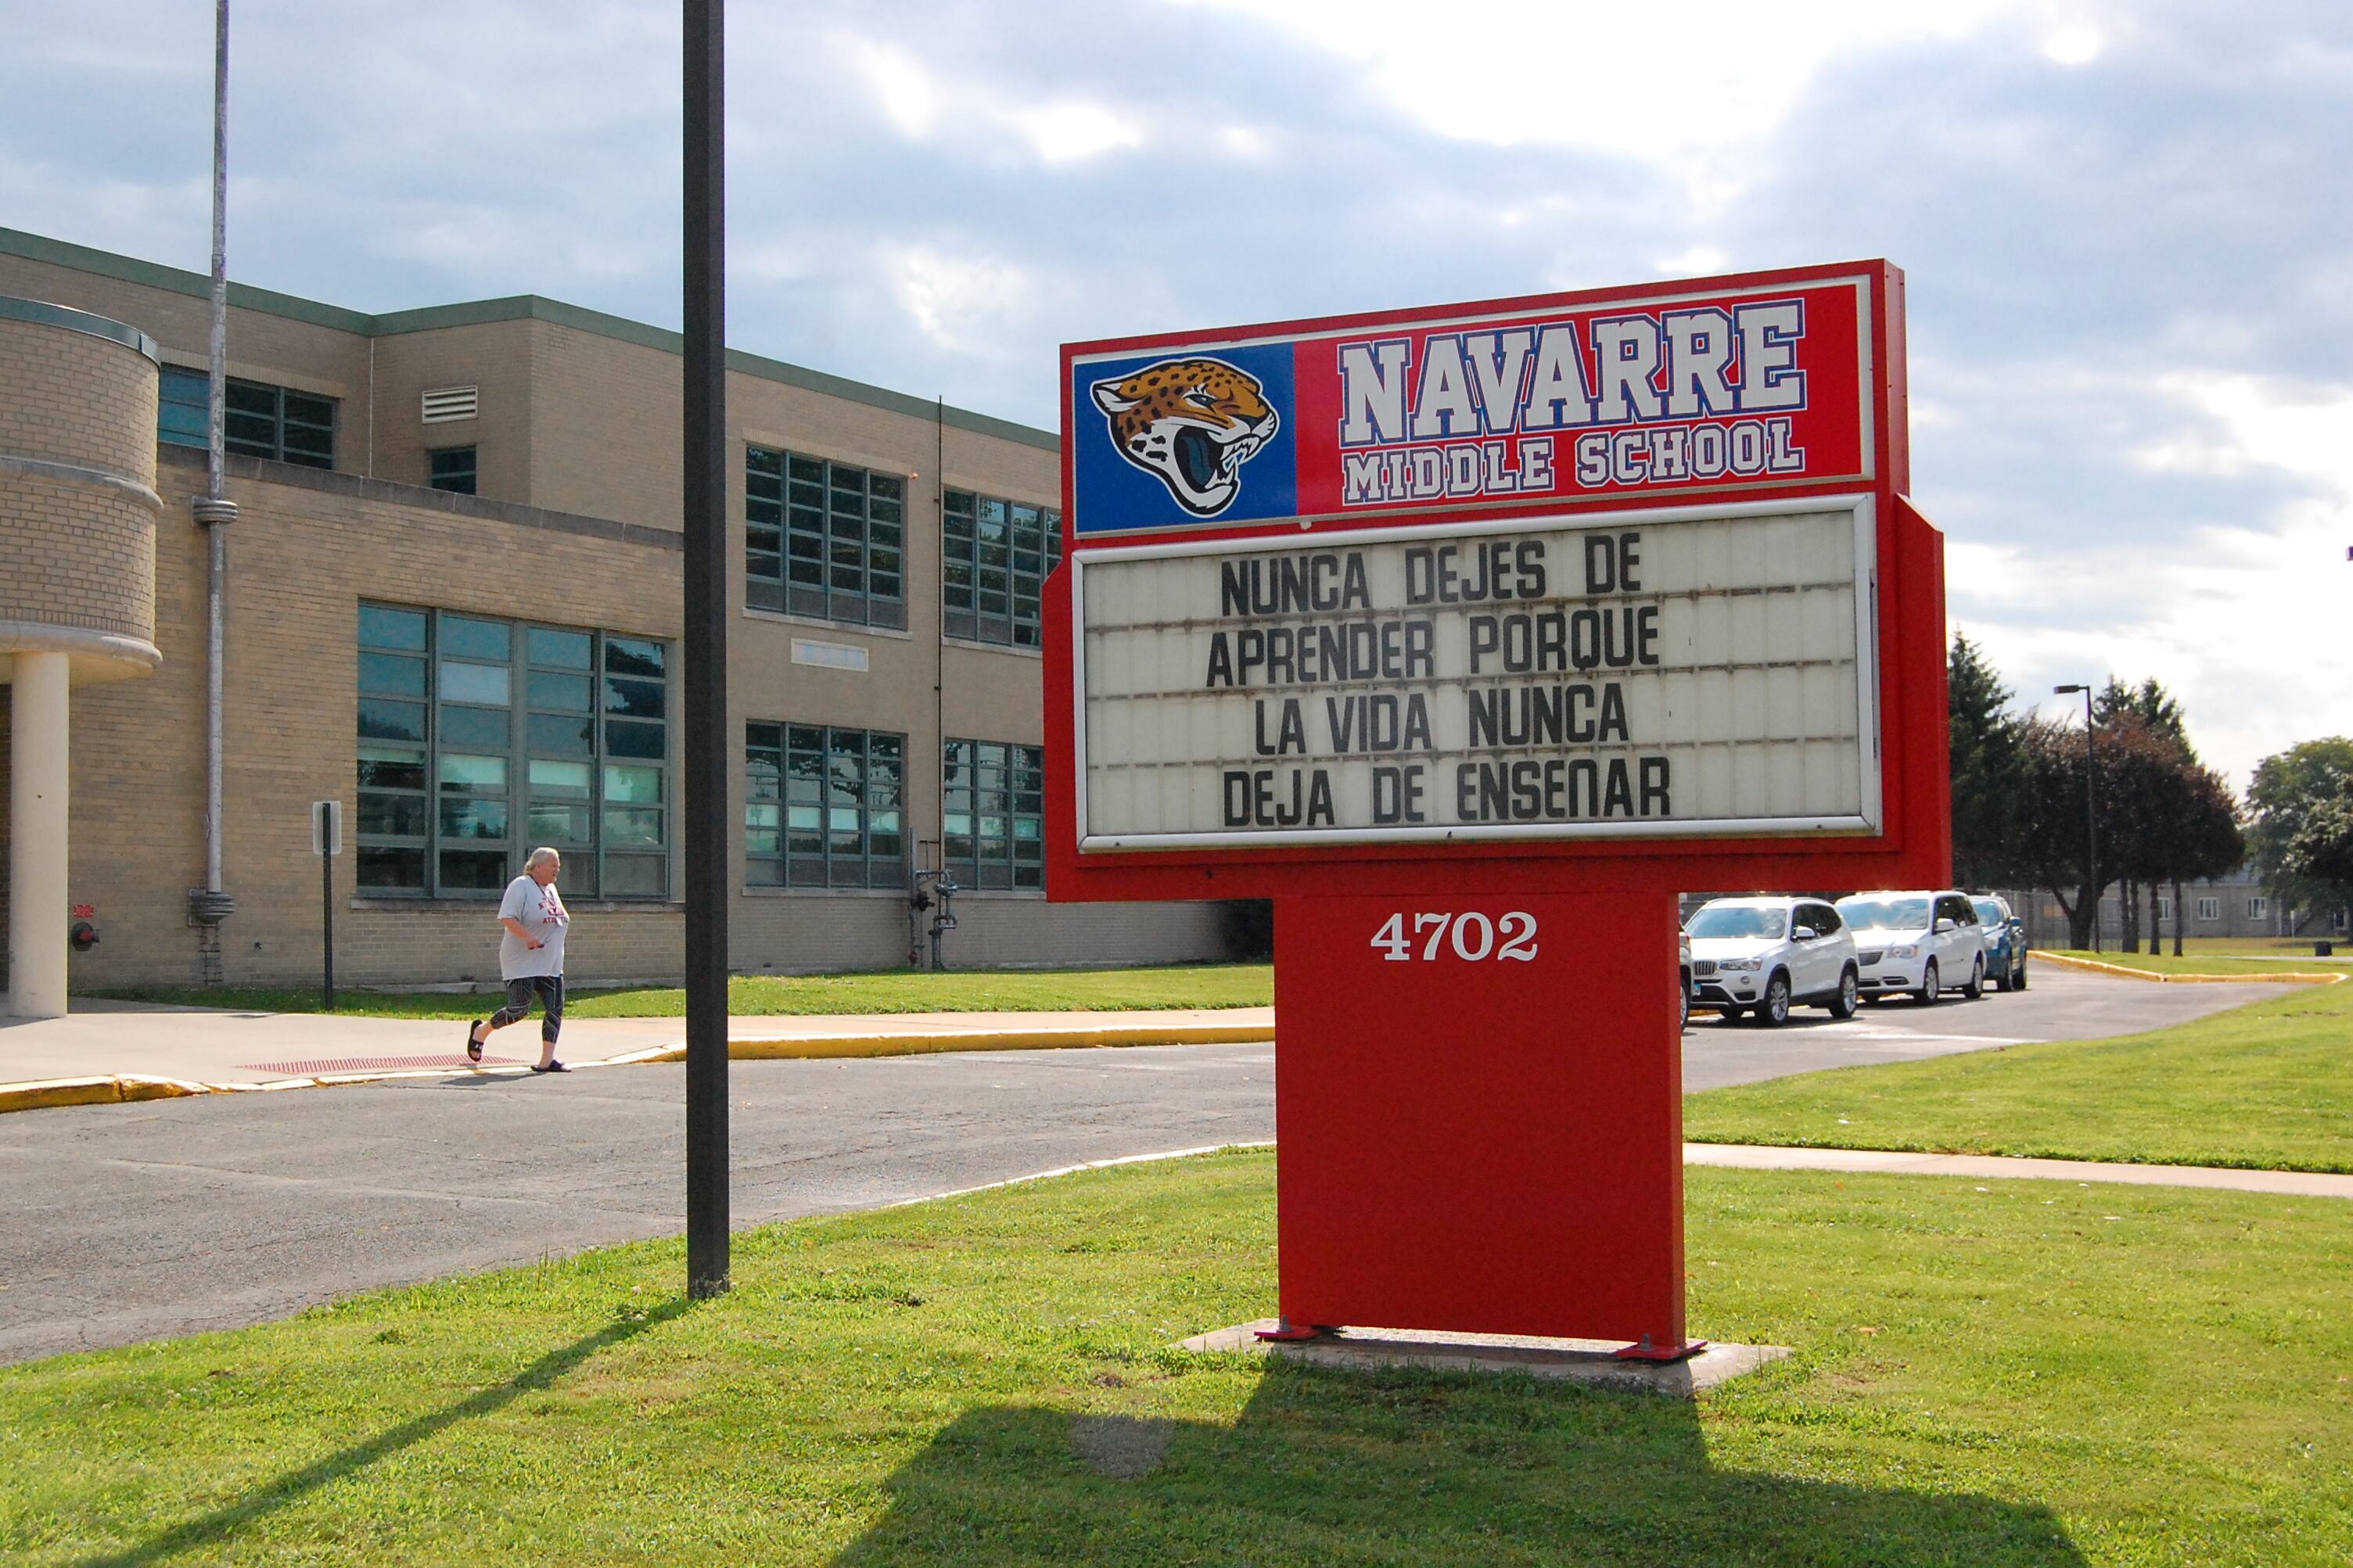 NAVARRE
MIDDLE SCHOOL
NUNCA DEJES DE
APRENDER PORQUE
LA VIDA NUNCA
DEJA DE ENSENAR
4702